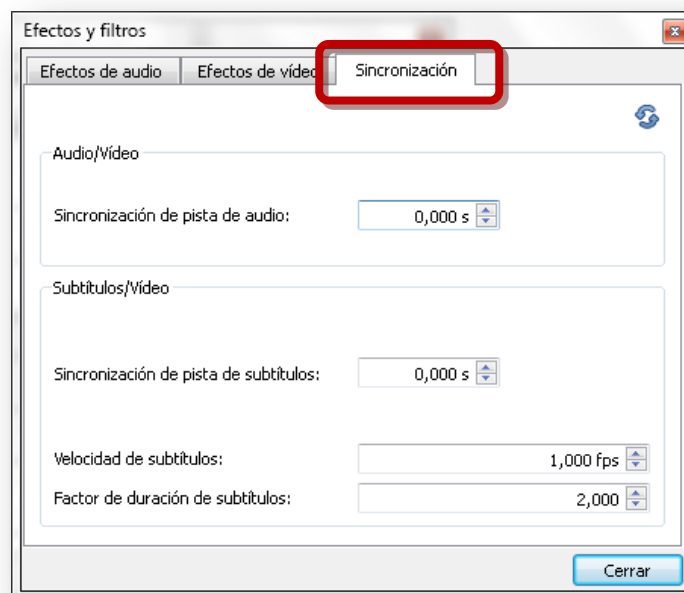 Efectos y filtros
Efectos de audio Efectos de vídeo Sincronización
Audio/Vídeo
Sincronización de pista de audio: 0,000 s
Subtítulos/Vídeo
Sincronización de pista de subtítulos: 0,000 s
Velocidad de subtítulos: 1,000 fps
Factor de duración de subtítulos: 2,000
Cerrar